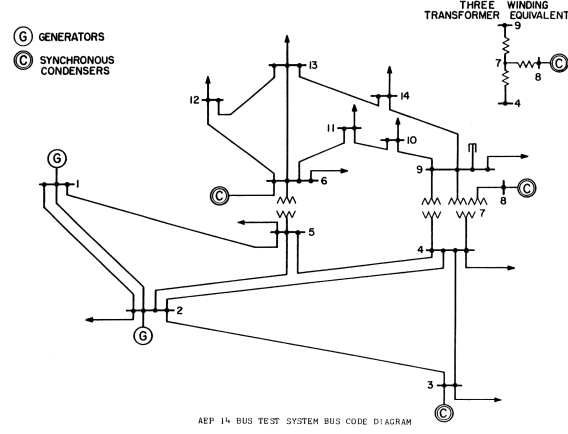 THREE WINDING
TRANSFORMER EQUIVALENT
G GENERATORS
C SYNCHRONOUS
CONDENSERS
9
7
8
C
4
13
12
14
11
10
G
1
C
6
9
8
C
7
5
4
2
G
3
C
AEP 14 BUS TEST SYSTEM BUS CODE DIAGRAM